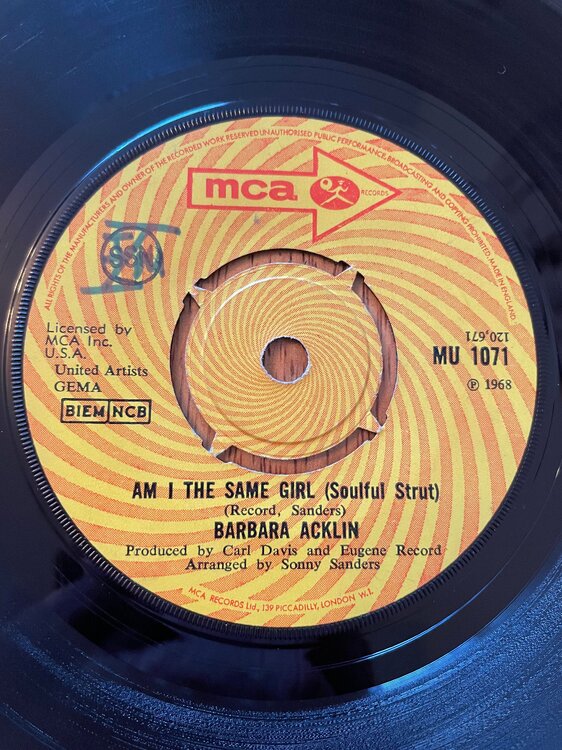 ALL RIGHTS OF THE MANUFACTURERS AND OWNER OF THE RECORDED WORK RESERVED UNAUTHORISED PUBLIC PERFORMANCE, BROADCASTING AND COPYING PROHIBITED. MADE IN ENGLAND
mca RECORDS
NSS
Licensed by
MCA Inc.
U.S.A.
United Artists
GEMA
BIEM NCB
120,671
MU 1071
℗ 1968
AM I THE SAME GIRL (Soulful Strut)
(Record, Sanders)
BARBARA ACKLIN
Produced by Carl Davis and Eugene Record
Arranged by Sonny Sanders
MCA RECORDS Ltd., 139 PICCADILLY, LONDON W.1.